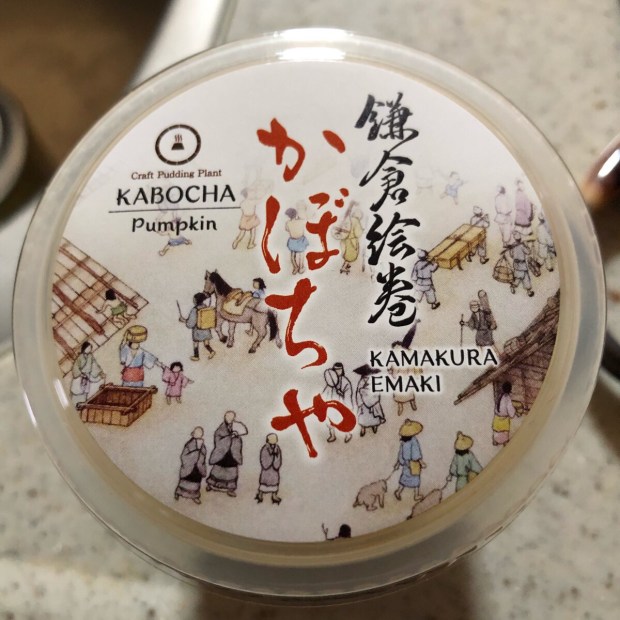 Craft Pudding Plant
KABOCHA
Pumpkin
鎌倉絵巻
かぼちゃ
KAMAKURA
EMAKI